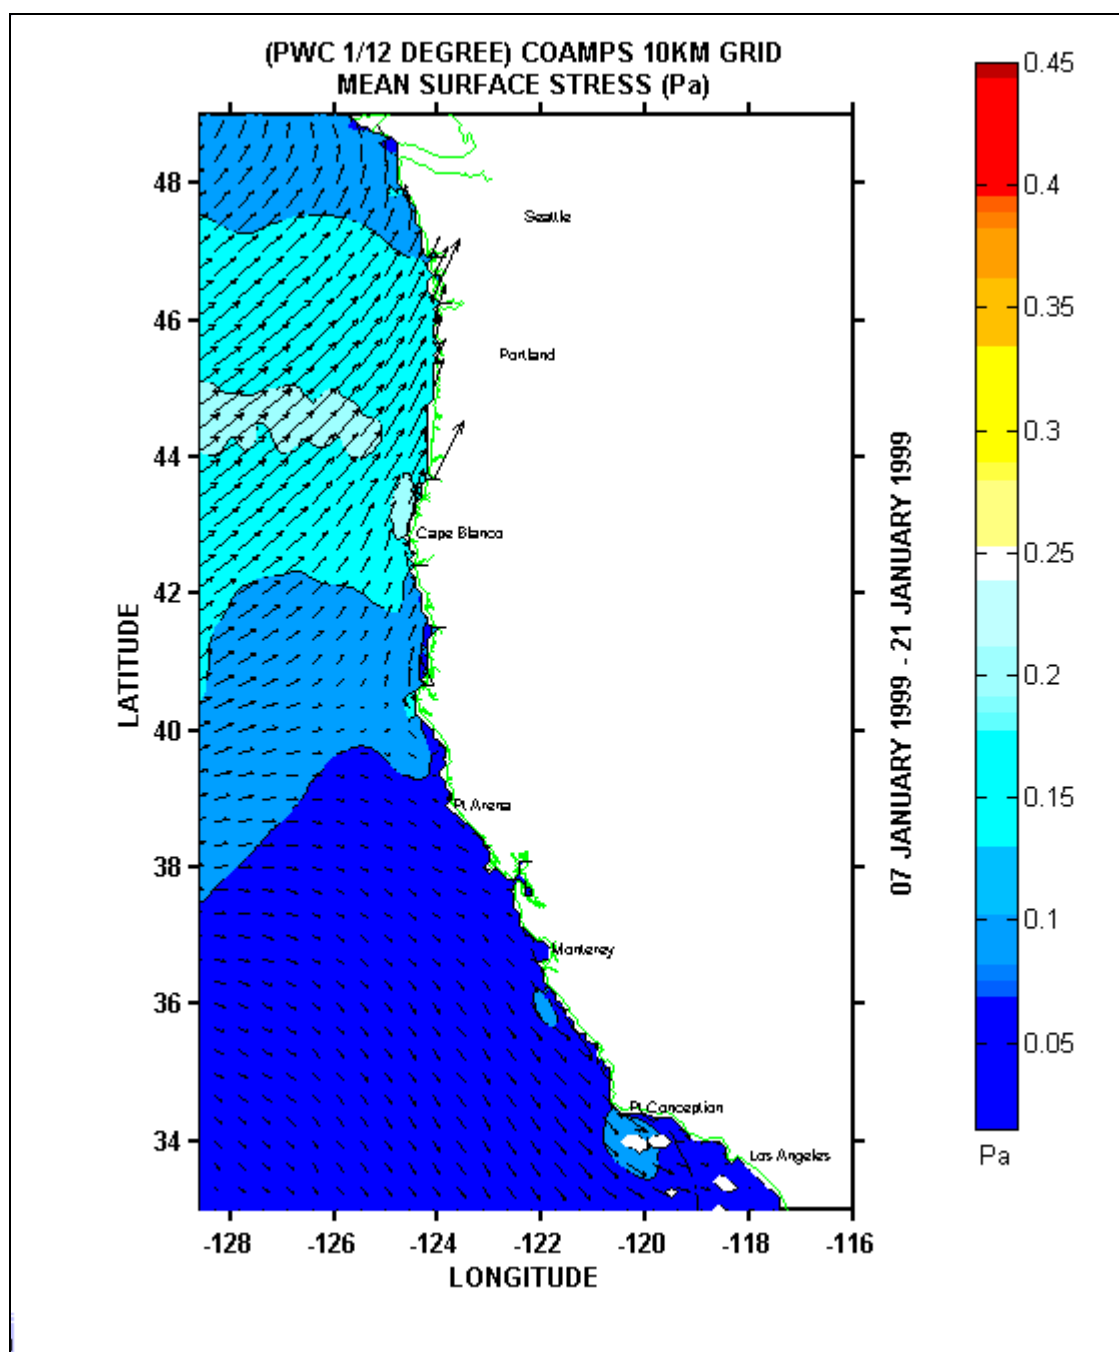 (PWC 1/12 DEGREE) COAMPS 10KM GRID
MEAN SURFACE STRESS (Pa)
48
46
44
42
40
38
36
34
LATITUDE
Seattle
Portland
Cape Blanco
Pt. Arena
Monterey
Pt. Conception
Los Angeles
-128 -126 -124 -122 -120 -118 -116
LONGITUDE
07 JANUARY 1999 - 21 JANUARY 1999
0.45
0.4
0.35
0.3
0.25
0.2
0.15
0.1
0.05
Pa